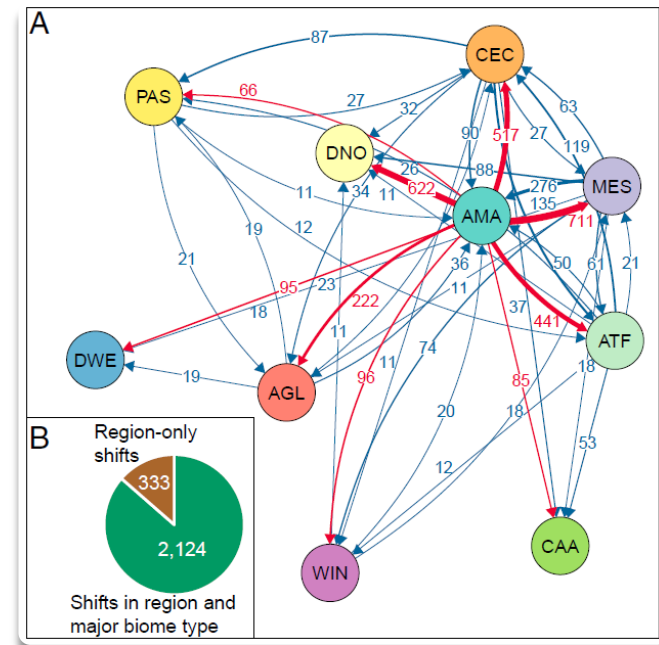 A
87
CEC
PAS
66
27
32
90
517
27
63
119
DNO
26
88
622
34
11
11
276
MES
135
AMA
711
19
12
36
50
61
21
21
23
11
95
18
222
37
441
ATF
DWE
11
74
19
AGL
11
96
85
18
53
20
18
12
B
Region-only
shifts
333
2,124
WIN
CAA
Shifts in region and
major biome type